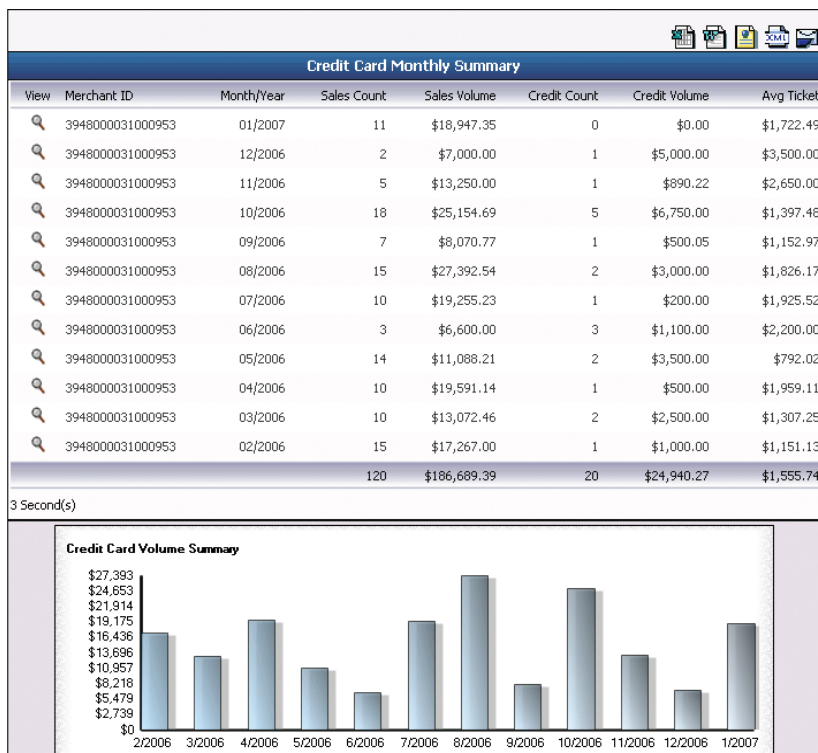 XML
Credit Card Monthly Summary
View Merchant ID Month/Year Sales Count Sales Volume Credit Count Credit Volume Avg Ticket
3948000031000953 01/2007 11 $18,947.35 0 $0.00 $1,722.49
3948000031000953 12/2006 2 $7,000.00 1 $5,000.00 $3,500.00
3948000031000953 11/2006 5 $13,250.00 1 $890.22 $2,650.00
3948000031000953 10/2006 18 $25,154.69 5 $6,750.00 $1,397.48
3948000031000953 09/2006 7 $8,070.77 1 $500.05 $1,152.97
3948000031000953 08/2006 15 $27,392.54 2 $3,000.00 $1,826.17
3948000031000953 07/2006 10 $19,255.23 1 $200.00 $1,925.52
3948000031000953 06/2006 3 $6,600.00 3 $1,100.00 $2,200.00
3948000031000953 05/2006 14 $11,088.21 2 $3,500.00 $792.02
3948000031000953 04/2006 10 $19,591.14 1 $500.00 $1,959.11
3948000031000953 03/2006 10 $13,072.46 2 $2,500.00 $1,307.25
3948000031000953 02/2006 15 $17,267.00 1 $1,000.00 $1,151.13
120 $186,689.39 20 $24,940.27 $1,555.74
3 Second(s)
Credit Card Volume Summary
$27,393
$24,653
$21,914
$19,175
$16,436
$13,696
$10,957
$8,218
$5,479
$2,739
$0
2/2006 3/2006 4/2006 5/2006 6/2006 7/2006 8/2006 9/2006 10/2006 11/2006 12/2006 1/2007